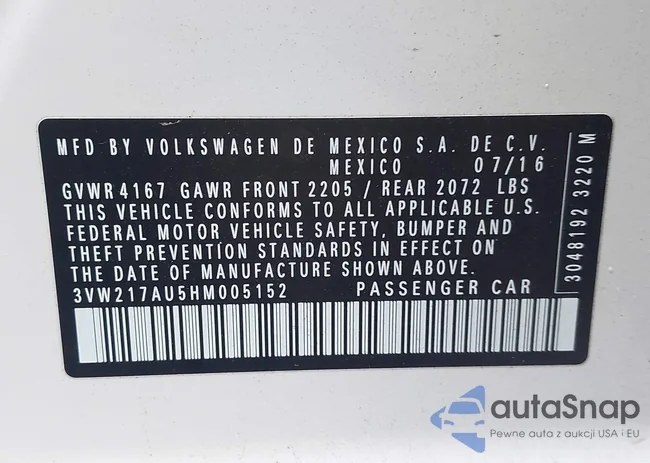 MFD BY VOLKSWAGEN DE MEXICO S.A. DE C.V.
MEXICO 07/16
GVWR 4167 GAWR FRONT 2205 / REAR 2072 LBS
THIS VEHICLE CONFORMS TO ALL APPLICABLE U.S.
FEDERAL MOTOR VEHICLE SAFETY, BUMPER AND
THEFT PREVENTION STANDARDS IN EFFECT ON
THE DATE OF MANUFACTURE SHOWN ABOVE.
3VW217AU5HM005152 PASSENGER CAR
3048192 3220 M
autaSnap
Pewne auta z aukcji USA i EU